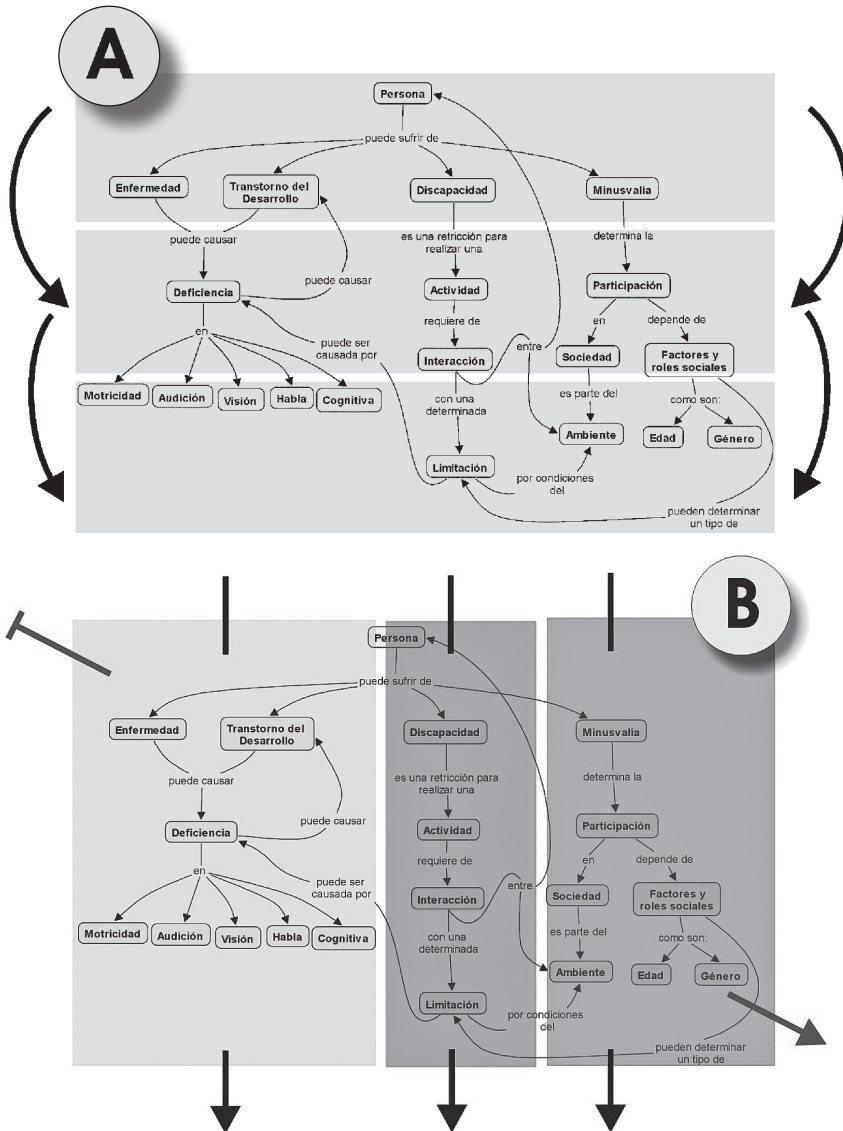 A
Persona
puede sufrir de
Enfermedad
Transtorno del
Desarrollo
Discapacidad
Minusvalia
puede causar
es una retricción para
realizar una
determina la
puede causar
Deficiencia
Actividad
Participación
en
puede ser
causada por
requiere de
en
depende de
entre
Interacción
Sociedad
Factores y
roles sociales
Motricidad
Audición
Visión
Habla
Cognitiva
con una
determinada
es parte del
como son:
Ambiente
Edad
Género
Limitación
por condiciones
del
pueden determinar
un tipo de
B
Persona
puede sufrir de
Enfermedad
Transtorno del
Desarrollo
Discapacidad
Minusvalia
puede causar
es una retricción para
realizar una
determina la
puede causar
Deficiencia
Actividad
Participación
en
puede ser
causada por
requiere de
en
depende de
entre
Interacción
Sociedad
Factores y
roles sociales
Motricidad
Audición
Visión
Habla
Cognitiva
con una
determinada
es parte del
como son:
Ambiente
Edad
Género
Limitación
por condiciones
del
pueden determinar
un tipo de